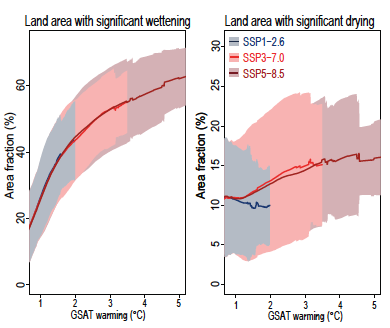 Land area with significant wettening
Area fraction (%)
0
20
40
60
1 2 3 4 5
GSAT warming (°C)
Land area with significant drying
SSP1−2.6
SSP3−7.0
SSP5−8.5
Area fraction (%)
0
5
10
15
20
25
30
1 2 3 4 5
GSAT warming (°C)